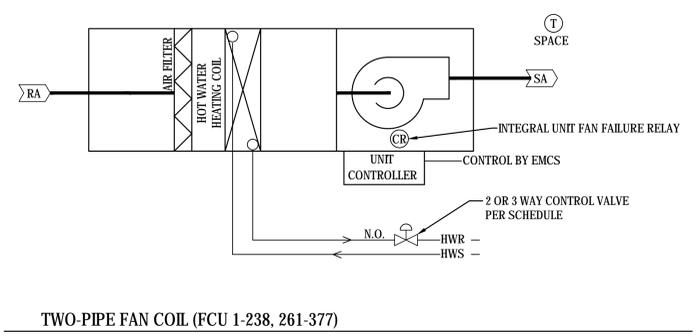 T
SPACE
AIR FILTER
HOT WATER
HEATING COIL
RA
SA
CR
INTEGRAL UNIT FAN FAILURE RELAY
UNIT
CONTROLLER
CONTROL BY EMCS
2 OR 3 WAY CONTROL VALVE
PER SCHEDULE
N.O.
HWR
HWS
TWO-PIPE FAN COIL (FCU 1-238, 261-377)